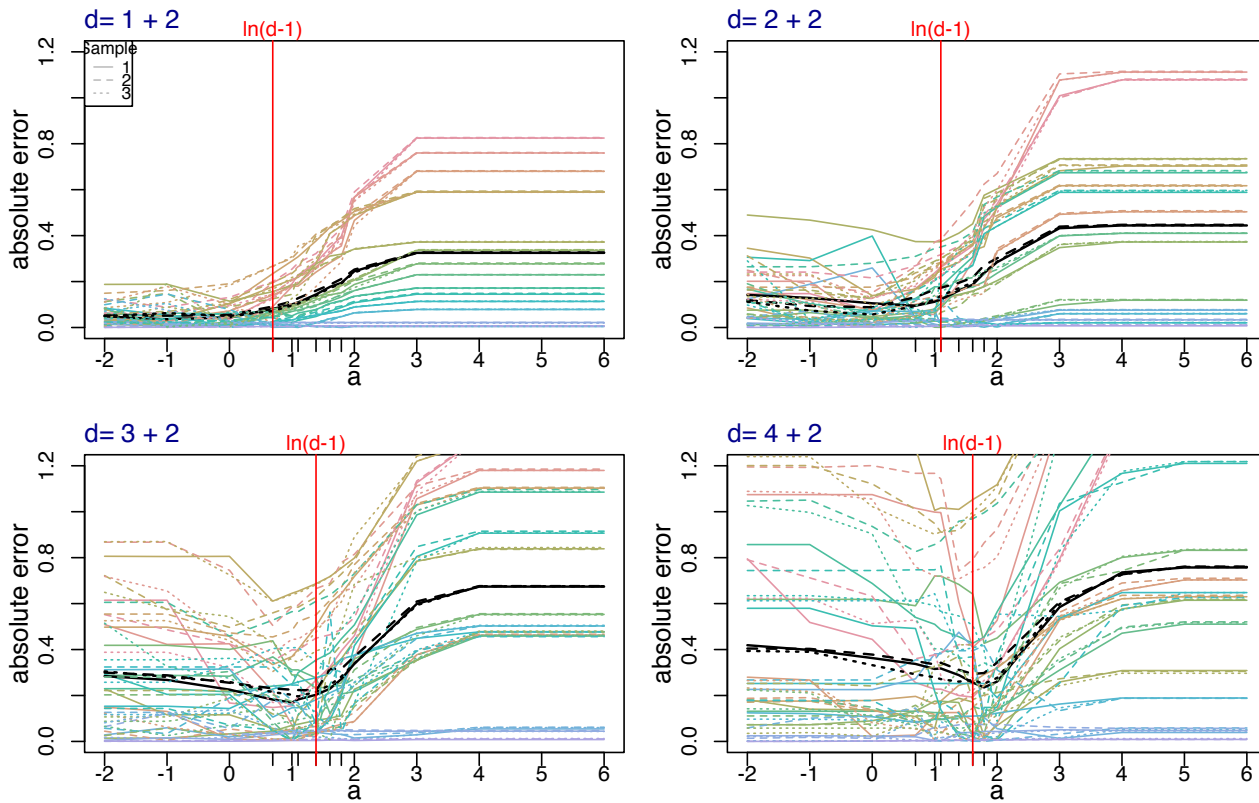 d= 1 + 2
ln(d-1)
Sample
1
2
3
absolute error
0.0 0.4 0.8 1.2
-2 -1 0 1 2 3 4 5 6
a
d= 2 + 2
ln(d-1)
absolute error
0.0 0.4 0.8 1.2
-2 -1 0 1 2 3 4 5 6
a
d= 3 + 2
ln(d-1)
absolute error
0.0 0.4 0.8 1.2
-2 -1 0 1 2 3 4 5 6
a
d= 4 + 2
ln(d-1)
absolute error
0.0 0.4 0.8 1.2
-2 -1 0 1 2 3 4 5 6
a